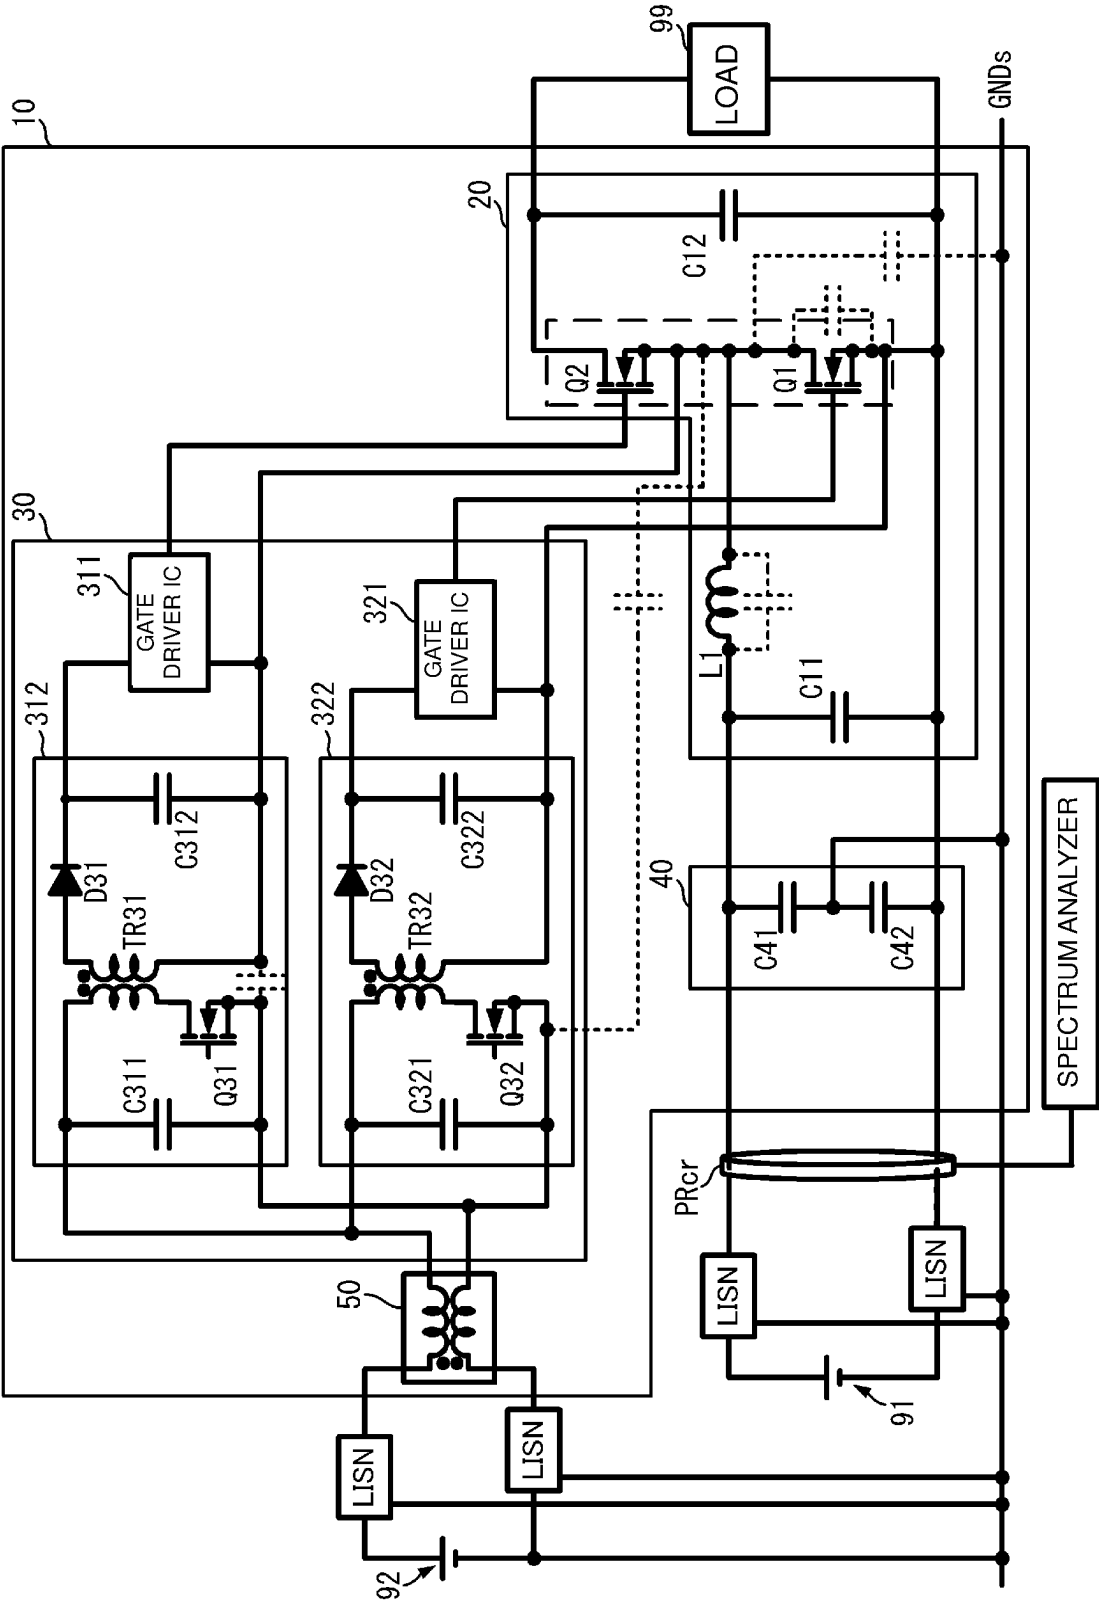 10
30
311
GATE
DRIVER IC
312
D31
C312
TR31
C311
Q31
321
GATE
DRIVER IC
322
D32
C322
TR32
C321
Q32
50
LISN
LISN
92
20
99
LOAD
C12
Q2
Q1
L1
C11
40
C41
C42
GNDs
PRcr
SPECTRUM ANALYZER
LISN
LISN
91